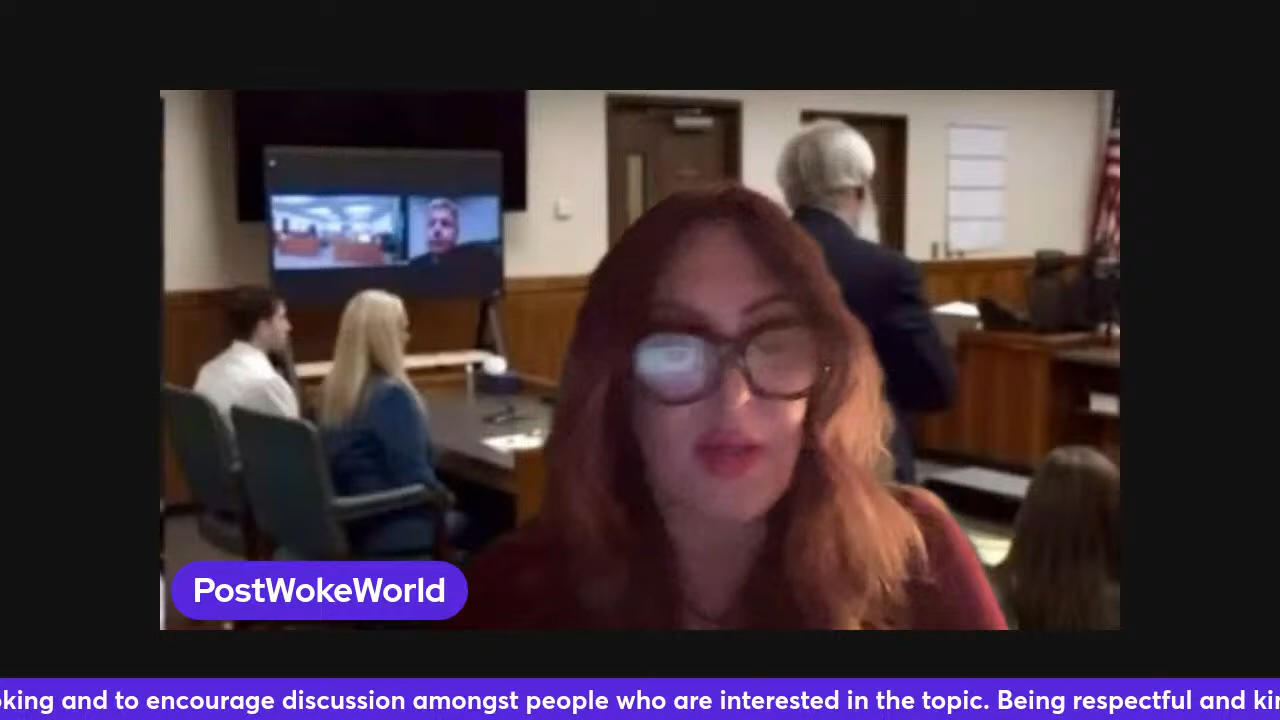 PostWokeWorld
oking and to encourage discussion amongst people who are interested in the topic. Being respectful and kin